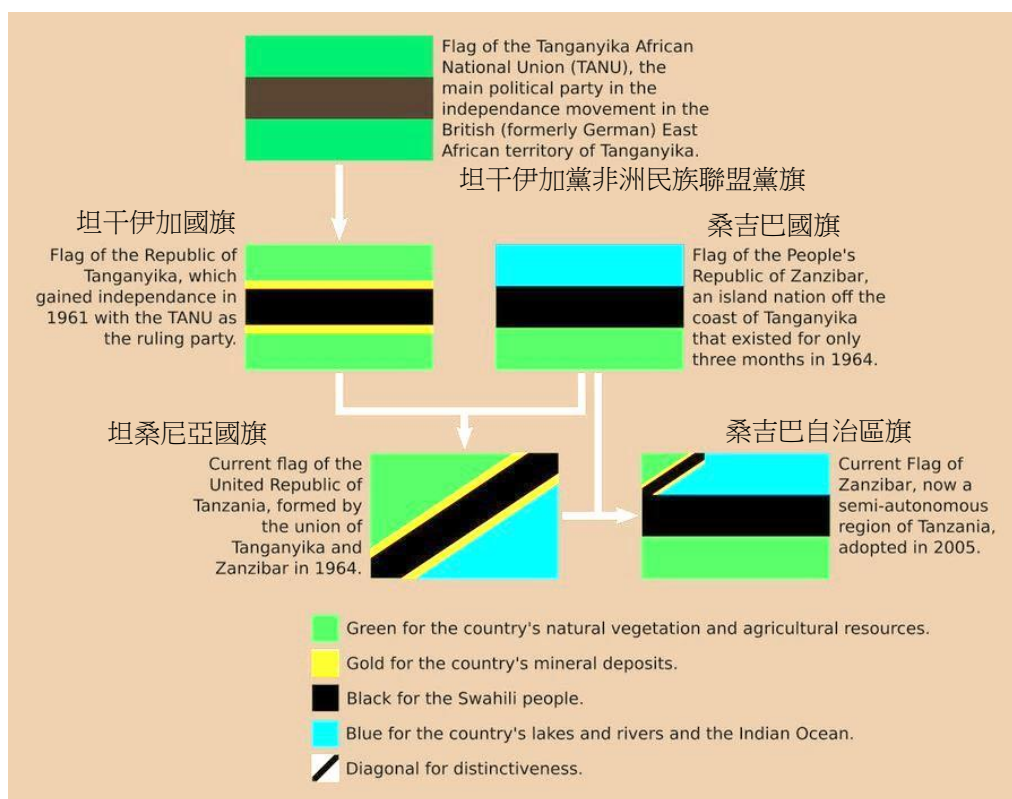 Flag of the Tanganyika African
National Union (TANU), the
main political party in the
independance movement in the
British (formerly German) East
African territory of Tanganyika.
坦干伊加黨非洲民族聯盟黨旗
坦干伊加國旗
Flag of the Republic of
Tanganyika, which
gained independance in
1961 with the TANU as
the ruling party.
桑吉巴國旗
Flag of the People's
Republic of Zanzibar,
an island nation off the
coast of Tanganyika
that existed for only
three months in 1964.
坦桑尼亞國旗
Current flag of the
United Republic of
Tanzania, formed by
the union of
Tanganyika and
Zanzibar in 1964.
桑吉巴自治區旗
Current Flag of
Zanzibar, now a
semi-autonomous
region of Tanzania,
adopted in 2005.
Green for the country's natural vegetation and agricultural resources.
Gold for the country's mineral deposits.
Black for the Swahili people.
Blue for the country's lakes and rivers and the Indian Ocean.
Diagonal for distinctiveness.